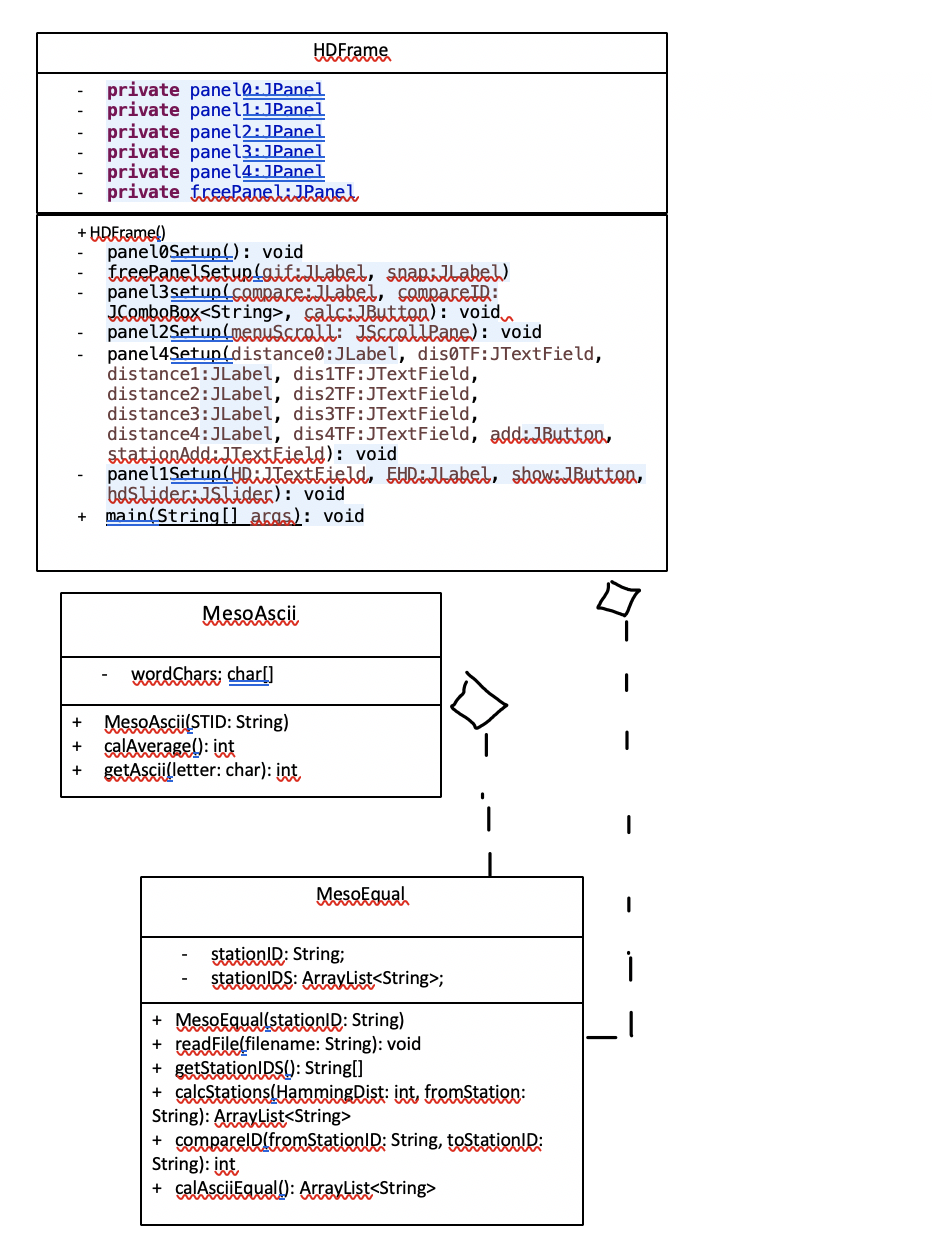 HDFrame
- private panel0:JPanel
- private panel1:JPanel
- private panel2:JPanel
- private panel3:JPanel
- private panel4:JPanel
- private freePanel:JPanel
+ HDFrame()
- panel0Setup(): void
- freePanelSetup(gif:JLabel, snap:JLabel)
- panel3setup(compare:JLabel, compareID:
JComboBox<String>, calc:JButton): void
- panel2Setup(menuScroll: JScrollPane): void
- panel4Setup(distance0:JLabel, dis0TF:JTextField,
distance1:JLabel, dis1TF:JTextField,
distance2:JLabel, dis2TF:JTextField,
distance3:JLabel, dis3TF:JTextField,
distance4:JLabel, dis4TF:JTextField, add:JButton,
stationAdd:JTextField): void
- panel1Setup(HD:JTextField, EHD:JLabel, show:JButton,
hdSlider:JSlider): void
+ main(String[] args): void
MesoAscii
- wordChars: char[]
+ MesoAscii(STID: String)
+ calAverage(): int
+ getAscii(letter: char): int
MesoEqual
- stationID: String;
- stationIDS: ArrayList<String>;
+ MesoEqual(stationID: String)
+ readFile(filename: String): void
+ getStationIDS(): String[]
+ calcStations(HammingDist: int, fromStation:
String): ArrayList<String>
+ compareID(fromStationID: String, toStationID:
String): int
+ calAsciiEqual(): ArrayList<String>